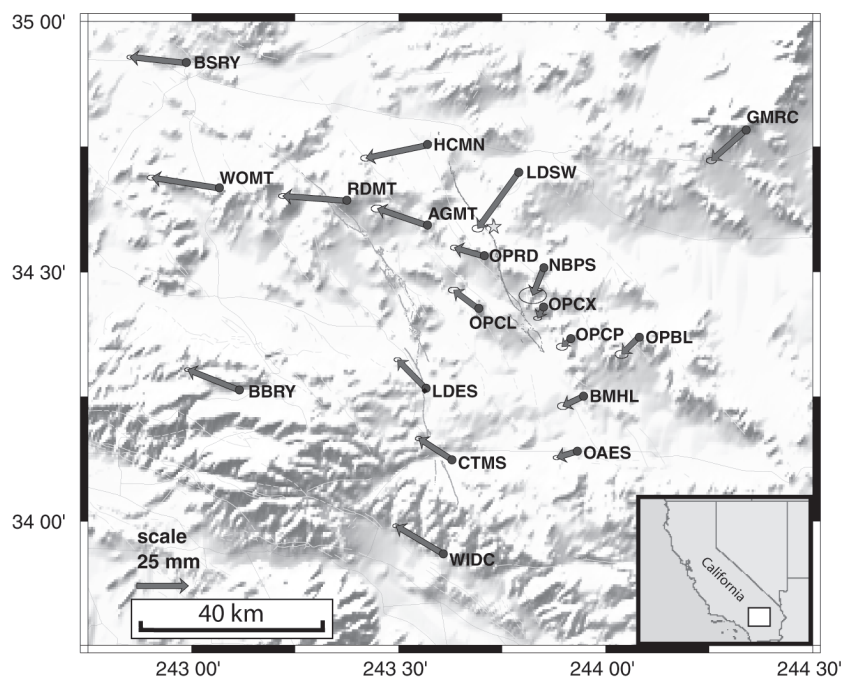 35 00'
BSRY
GMRC
HCMN
LDSW
WOMT
RDMT
AGMT
OPRD
NBPS
34 30'
OPCX
OPCL
OPCP
OPBL
BBRY
LDES
BMHL
CTMS
OAES
34 00'
scale
25 mm
WIDC
California
40 km
243 00'
243 30'
244 00'
244 30'